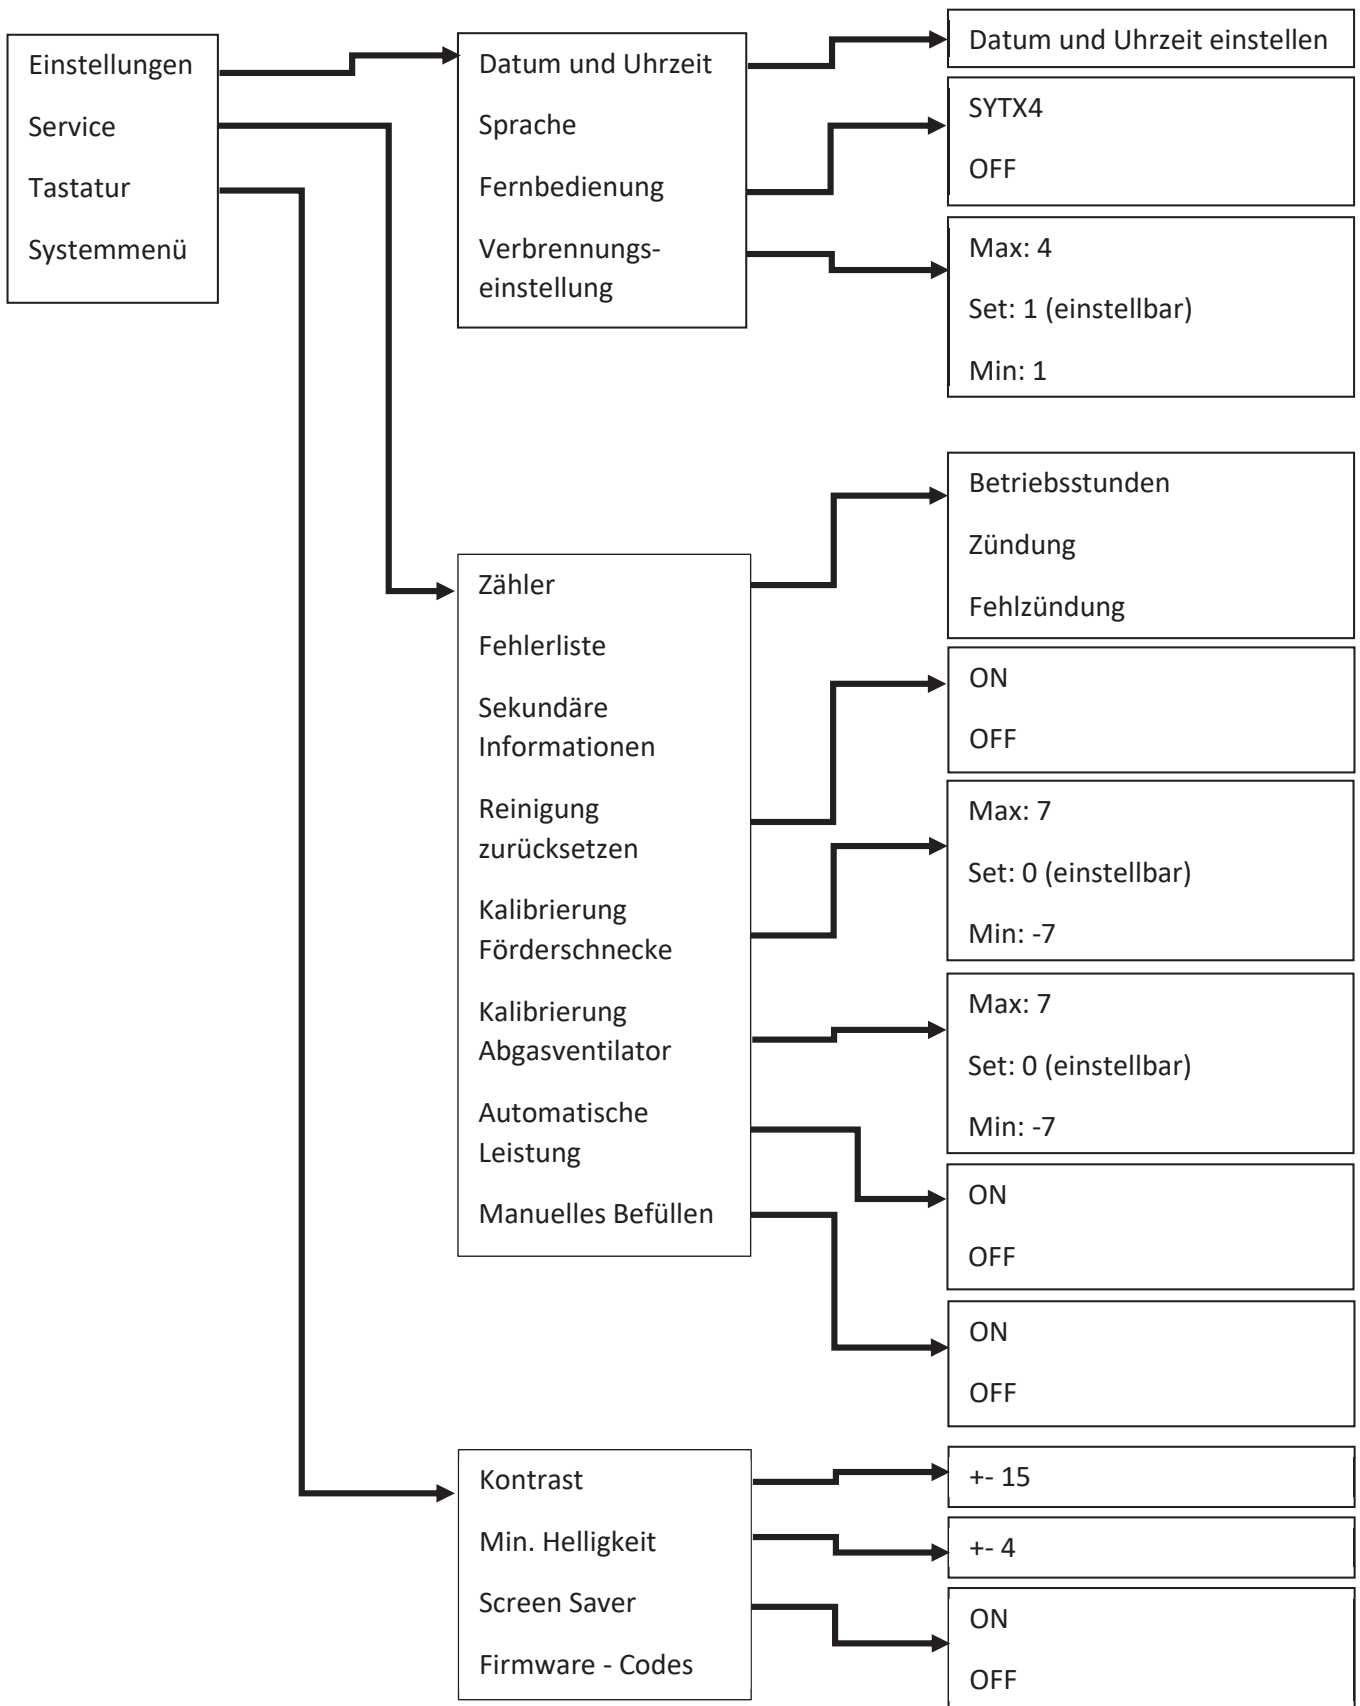 Einstellungen
Service
Tastatur
Systemmenü
Datum und Uhrzeit
Sprache
Fernbedienung
Verbrennungs-
einstellung
Datum und Uhrzeit einstellen
SYTX4
OFF
Max: 4
Set: 1 (einstellbar)
Min: 1
Zähler
Fehlerliste
Sekundäre
Informationen
Reinigung
zurücksetzen
Kalibrierung
Förderschnecke
Kalibrierung
Abgasventilator
Automatische
Leistung
Manuelles Befüllen
Betriebsstunden
Zündung
Fehlzündung
ON
OFF
Max: 7
Set: 0 (einstellbar)
Min: -7
Max: 7
Set: 0 (einstellbar)
Min: -7
ON
OFF
ON
OFF
Kontrast
Min. Helligkeit
Screen Saver
Firmware - Codes
+- 15
+- 4
ON
OFF